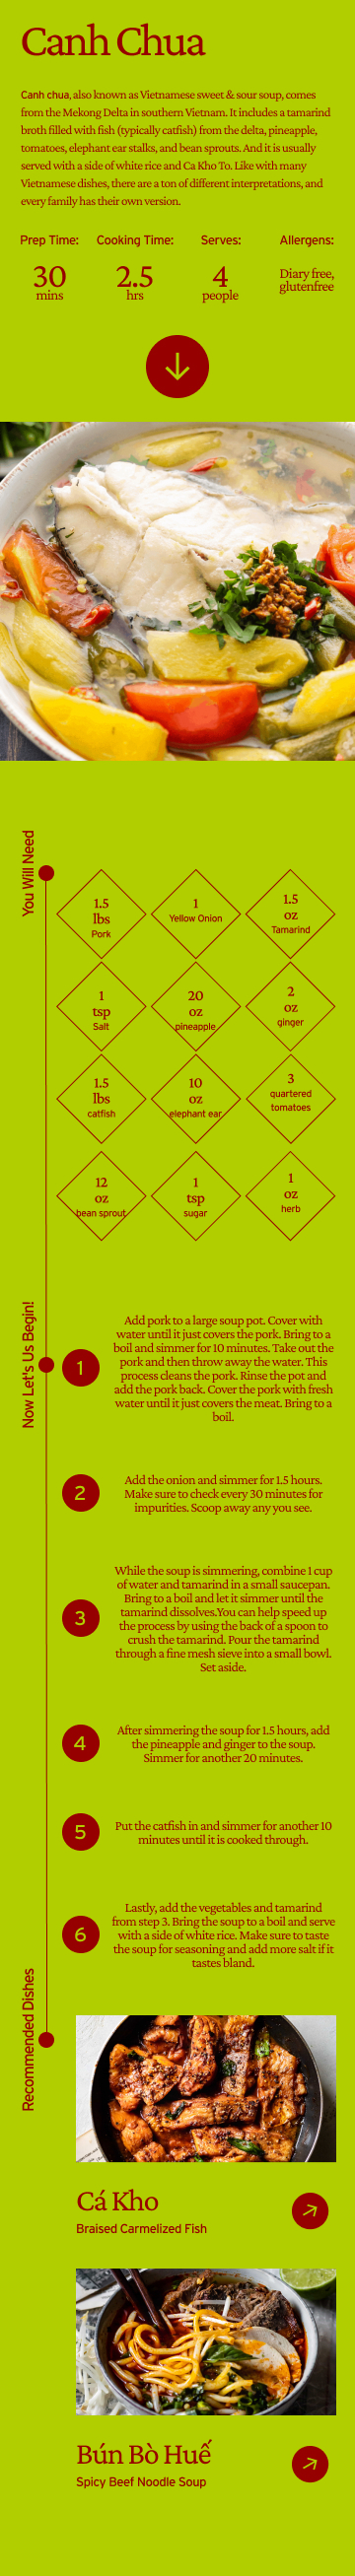 Canh Chua
Canh chua, also known as Vietnamese sweet & sour soup, comes
from the Mekong Delta in southern Vietnam. It includes a tamarind
broth filled with fish (typically catfish) from the delta, pineapple,
tomatoes, elephant ear stalks, and bean sprouts. And it is usually
served with a side of white rice and Ca Kho To. Like with many
Vietnamese dishes, there are a ton of different interpretations, and
every family has their own version.
Prep Time: Cooking Time: Serves: Allergens:
30 2.5 4 Diary free,
mins hrs people glutenfree
You Will Need
1.5
lbs
Pork
1
Yellow Onion
1.5
oz
Tamarind
1
tsp
Salt
20
oz
pineapple
2
oz
ginger
1.5
lbs
catfish
10
oz
elephant ear
3
quartered
tomatoes
12
oz
bean sprout
1
tsp
sugar
1
oz
herb
Now Let's Us Begin!
1
Add pork to a large soup pot. Cover with
water until it just covers the pork. Bring to a
boil and simmer for 10 minutes. Take out the
pork and then throw away the water. This
process cleans the pork. Rinse the pot and
add the pork back. Cover the pork with fresh
water until it just covers the meat. Bring to a
boil.
2
Add the onion and simmer for 1.5 hours.
Make sure to check every 30 minutes for
impurities. Scoop away any you see.
3
While the soup is simmering, combine 1 cup
of water and tamarind in a small saucepan.
Bring to a boil and let it simmer until the
tamarind dissolves.You can help speed up
the process by using the back of a spoon to
crush the tamarind. Pour the tamarind
through a fine mesh sieve into a small bowl.
Set aside.
4
After simmering the soup for 1.5 hours, add
the pineapple and ginger to the soup.
Simmer for another 20 minutes.
5
Put the catfish in and simmer for another 10
minutes until it is cooked through.
6
Lastly, add the vegetables and tamarind
from step 3. Bring the soup to a boil and serve
with a side of white rice. Make sure to taste
the soup for seasoning and add more salt if it
tastes bland.
Recommended Dishes
Cá Kho
Braised Carmelized Fish
Bún Bò Huế
Spicy Beef Noodle Soup